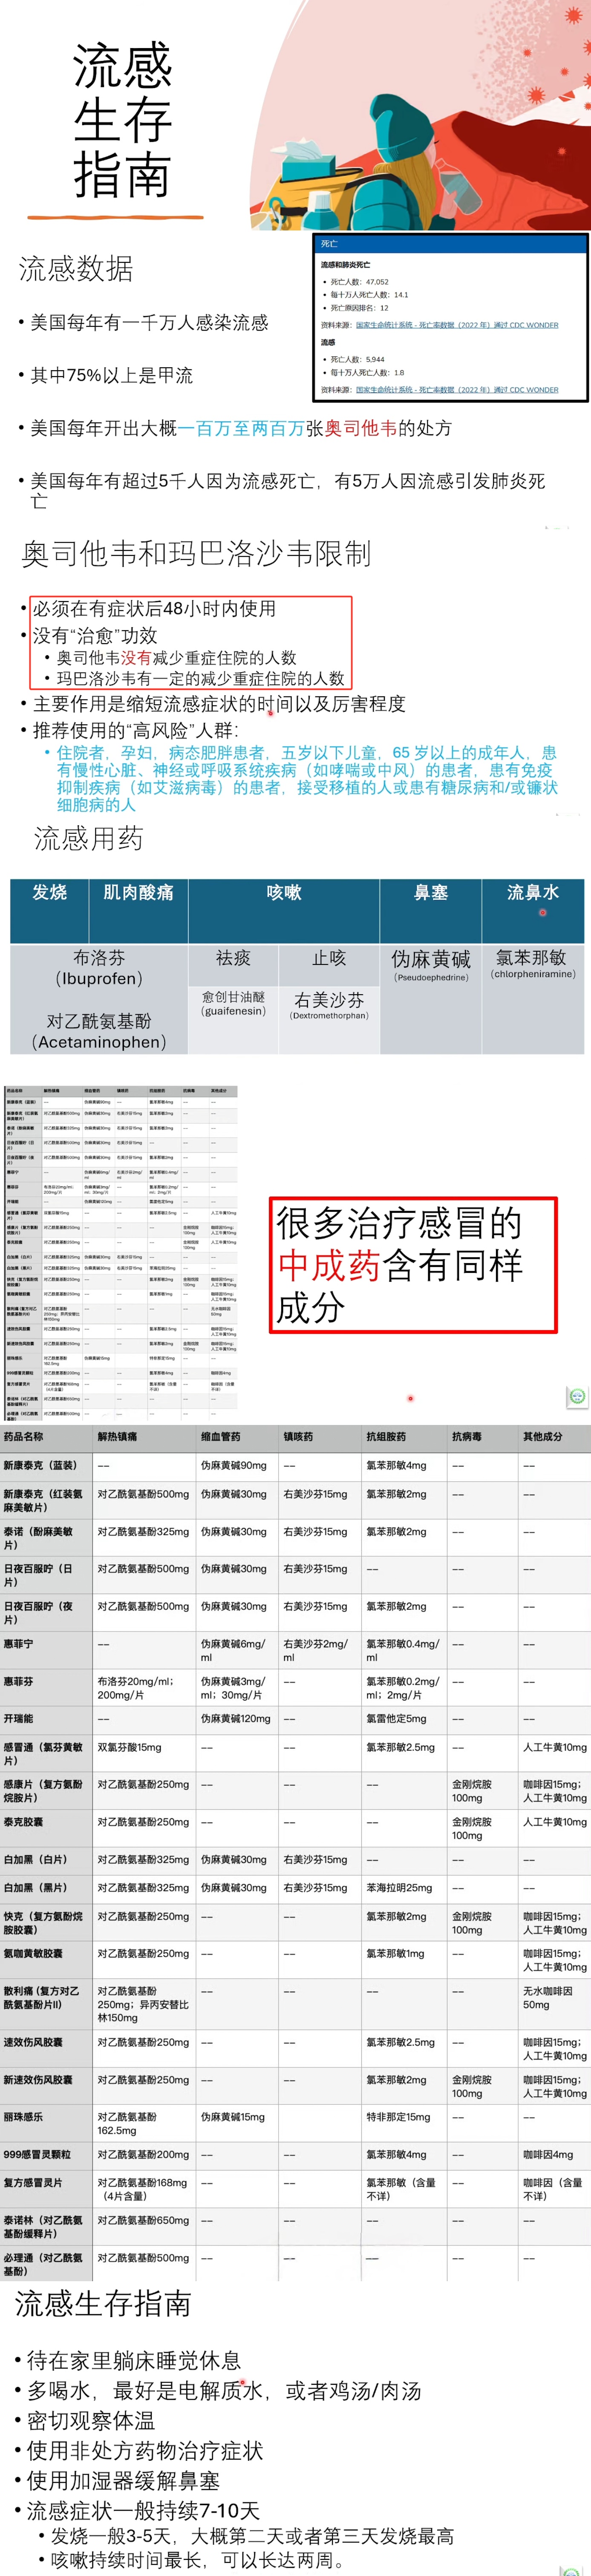 流感
生存
指南
流感数据
死亡
流感和肺炎死亡
• 死亡人数：47,052
• 每十万人死亡人数：14.1
• 死亡原因排名：12
资料来源：国家生命统计系统 - 死亡率数据（2022 年）通过 CDC WONDER
流感
• 死亡人数：5,944
• 每十万人死亡人数：1.8
资料来源：国家生命统计系统 - 死亡率数据（2022 年）通过 CDC WONDER
• 美国每年有一千万人感染流感
• 其中75%以上是甲流
• 美国每年开出大概一百万至两百万张奥司他韦的处方
• 美国每年有超过5千人因为流感死亡，有5万人因流感引发肺炎死
亡
奥司他韦和玛巴洛沙韦限制
• 必须在有症状后48小时内使用
• 没有“治愈”功效
• 奥司他韦没有减少重症住院的人数
• 玛巴洛沙韦有一定的减少重症住院的人数
• 主要作用是缩短流感症状的时间以及厉害程度
• 推荐使用的“高风险”人群：
• 住院者，孕妇，病态肥胖患者，五岁以下儿童，65 岁以上的成年人，患
有慢性心脏、神经或呼吸系统疾病（如哮喘或中风）的患者，患有免疫
抑制疾病（如艾滋病毒）的患者，接受移植的人或患有糖尿病和/或镰状
细胞病的人
流感用药
发烧 肌肉酸痛 咳嗽 鼻塞 流鼻水
布洛芬
（Ibuprofen）
对乙酰氨基酚
（Acetaminophen）
祛痰 止咳
愈创甘油醚
(guaifenesin)
右美沙芬
(Dextromethorphan)
伪麻黄碱
(Pseudoephedrine)
氯苯那敏
(chlorpheniramine)
很多治疗感冒的
中成药含有同样
成分
药品名称 解热镇痛 缩血管药 镇咳药 抗组胺药 抗病毒 其他成分
新康泰克（蓝装） –– 伪麻黄碱90mg –– 氯苯那敏4mg –– ––
新康泰克（红装氨麻美敏片） 对乙酰氨基酚500mg 伪麻黄碱30mg 右美沙芬15mg 氯苯那敏2mg –– ––
泰诺（酚麻美敏片） 对乙酰氨基酚325mg 伪麻黄碱30mg 右美沙芬15mg 氯苯那敏2mg –– ––
日夜百服咛（日片） 对乙酰氨基酚500mg 伪麻黄碱30mg 右美沙芬15mg –– –– ––
日夜百服咛（夜片） 对乙酰氨基酚500mg 伪麻黄碱30mg 右美沙芬15mg 氯苯那敏2mg –– ––
惠菲宁 –– 伪麻黄碱6mg/ml 右美沙芬2mg/ml 氯苯那敏0.4mg/ml –– ––
惠菲芬 布洛芬20mg/ml；200mg/片 伪麻黄碱3mg/ml；30mg/片 –– 氯苯那敏0.2mg/ml；2mg/片 –– ––
开瑞能 –– 伪麻黄碱120mg –– 氯雷他定5mg –– ––
感冒通（氯芬黄敏片） 双氯芬酸15mg –– –– 氯苯那敏2.5mg –– 人工牛黄10mg
感康片（复方氨酚烷胺片） 对乙酰氨基酚250mg –– –– –– 金刚烷胺100mg 咖啡因15mg；人工牛黄10mg
泰克胶囊 对乙酰氨基酚250mg –– –– –– 金刚烷胺100mg 人工牛黄10mg
白加黑（白片） 对乙酰氨基酚325mg 伪麻黄碱30mg 右美沙芬15mg –– –– ––
白加黑（黑片） 对乙酰氨基酚325mg 伪麻黄碱30mg 右美沙芬15mg 苯海拉明25mg –– ––
快克（复方氨酚烷胺胶囊） 对乙酰氨基酚250mg –– –– 氯苯那敏2mg 金刚烷胺100mg 咖啡因15mg；人工牛黄10mg
氨咖黄敏胶囊 对乙酰氨基酚250mg –– –– 氯苯那敏1mg –– 咖啡因15mg；人工牛黄10mg
散利痛（复方对乙酰氨基酚片II） 对乙酰氨基酚250mg；异丙安替比林150mg –– –– –– –– 无水咖啡因50mg
速效伤风胶囊 对乙酰氨基酚250mg –– –– 氯苯那敏2.5mg –– 咖啡因15mg；人工牛黄10mg
新速效伤风胶囊 对乙酰氨基酚250mg –– –– 氯苯那敏2mg 金刚烷胺100mg 咖啡因15mg；人工牛黄10mg
丽珠感乐 对乙酰氨基酚162.5mg 伪麻黄碱15mg 特非那定15mg –– ––
999感冒灵颗粒 对乙酰氨基酚200mg –– –– 氯苯那敏4mg –– 咖啡因4mg
复方感冒灵片 对乙酰氨基酚168mg（4片含量） –– –– 氯苯那敏（含量不详） –– 咖啡因（含量不详）
泰诺林（对乙酰氨基酚缓释片） 对乙酰氨基酚650mg –– –– –– –– ––
必理通（对乙酰氨基酚） 对乙酰氨基酚500mg –– –– –– –– ––
流感生存指南
• 待在家里躺床睡觉休息
• 多喝水，最好是电解质水，或者鸡汤/肉汤
• 密切观察体温
• 使用非处方药物治疗症状
• 使用加湿器缓解鼻塞
• 流感症状一般持续7-10天
• 发烧一般3-5天，大概第二天或者第三天发烧最高
• 咳嗽持续时间最长，可以长达两周。